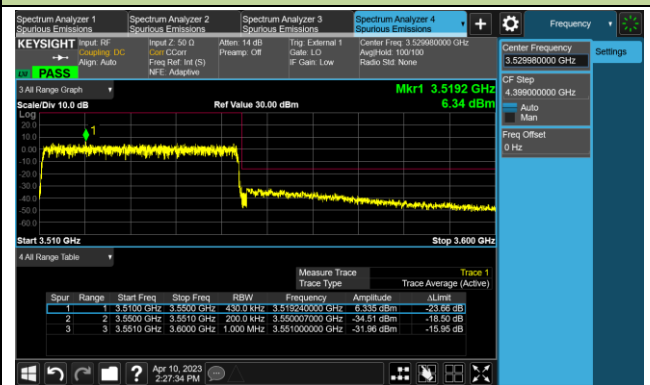 Spectrum Analyzer 1
Spurious Emissions
Spectrum Analyzer 2
Spurious Emissions
Spectrum Analyzer 3
Spurious Emissions
Spectrum Analyzer 4
Spurious Emissions
Frequency
KEYSIGHT
LXI
PASS
Input: RF
Coupling: DC
Align: Auto
Input Z: 50 Ω
Corr CCorr
Freq Ref: Int (S)
NFE: Adaptive
Atten: 14 dB
Preamp: Off
Trig: External 1
Gate: LO
IF Gain: Low
Center Freq: 3.529980000 GHz
Avg|Hold: 100/100
Radio Std: None
Center Frequency
3.529980000 GHz
Settings
CF Step
4.399000000 GHz
Auto
Man
Freq Offset
0 Hz
3 All Range Graph
Mkr1 3.5192 GHz
6.34 dBm
Scale/Div 10.0 dB
Ref Value 30.00 dBm
Log
20.0
10.0
0.00
-10.0
-20.0
-30.0
-40.0
-50.0
-60.0
1
Start 3.510 GHz
Stop 3.600 GHz
4 All Range Table
Measure Trace Trace 1
Trace Type Trace Average (Active)
Spur Range Start Freq Stop Freq RBW Frequency Amplitude ΔLimit
1 1 3.5100 GHz 3.5500 GHz 430.0 kHz 3.519240000 GHz 6.335 dBm -23.66 dB
2 2 3.5500 GHz 3.5510 GHz 200.0 kHz 3.550007000 GHz -34.51 dBm -18.50 dB
3 3 3.5510 GHz 3.6000 GHz 1.000 MHz 3.551000000 GHz -31.96 dBm -15.95 dB
?
Apr 10, 2023
2:27:34 PM